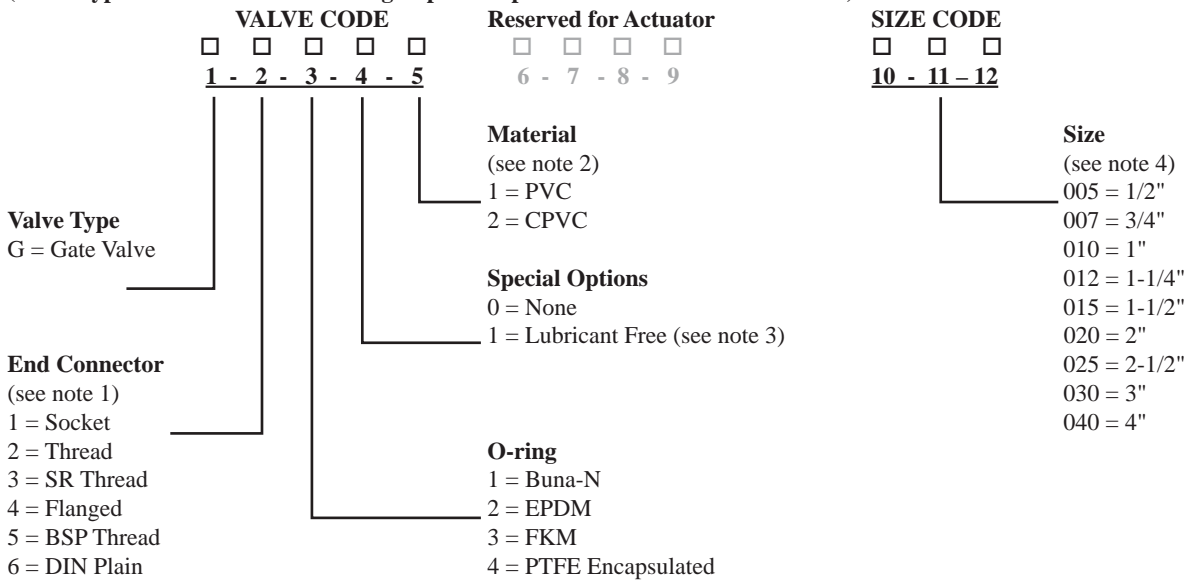 VALVE CODE
Reserved for Actuator
SIZE CODE
1 - 2 - 3 - 4 - 5
6 - 7 - 8 - 9
10 - 11 – 12
Valve Type
G = Gate Valve
End Connector
(see note 1)
1 = Socket
2 = Thread
3 = SR Thread
4 = Flanged
5 = BSP Thread
6 = DIN Plain
Material
(see note 2)
1 = PVC
2 = CPVC
Special Options
0 = None
1 = Lubricant Free (see note 3)
O-ring
1 = Buna-N
2 = EPDM
3 = FKM
4 = PTFE Encapsulated
Size
(see note 4)
005 = 1/2"
007 = 3/4"
010 = 1"
012 = 1-1/4"
015 = 1-1/2"
020 = 2"
025 = 2-1/2"
030 = 3"
040 = 4"